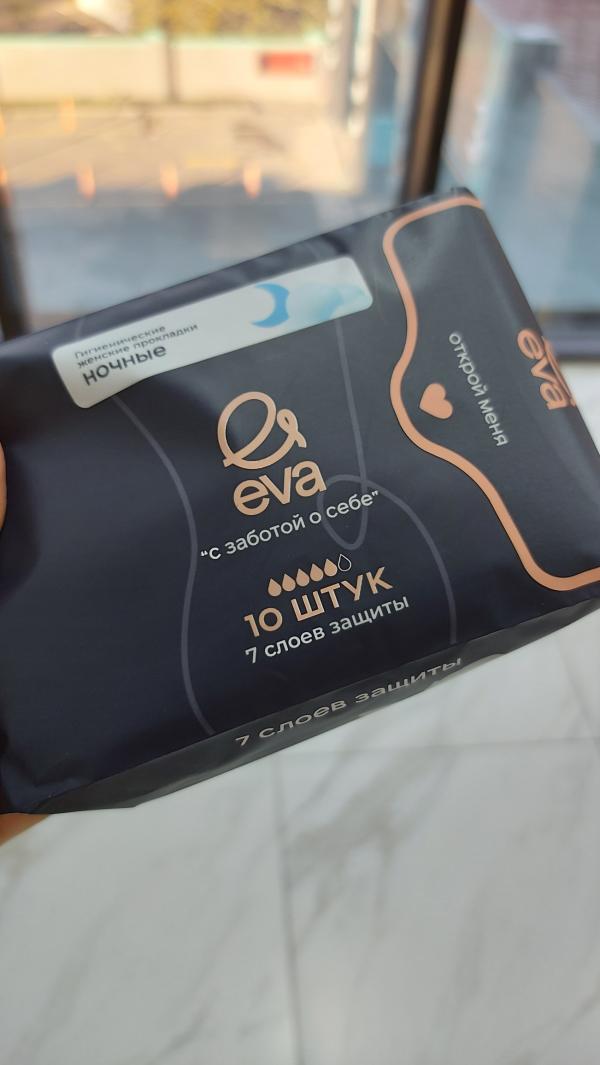 Гигиенические
женские прокладки
ночные
eva
"с заботой о себе"
10 ШТУК
7 слоев защиты
7 слоев защиты
открой меня
eva